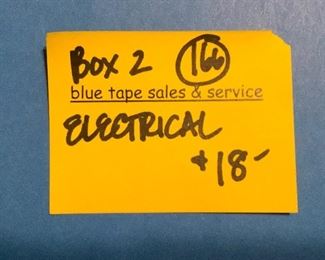 Box 2 166
blue tape sales & service
ELECTRICAL
$18-